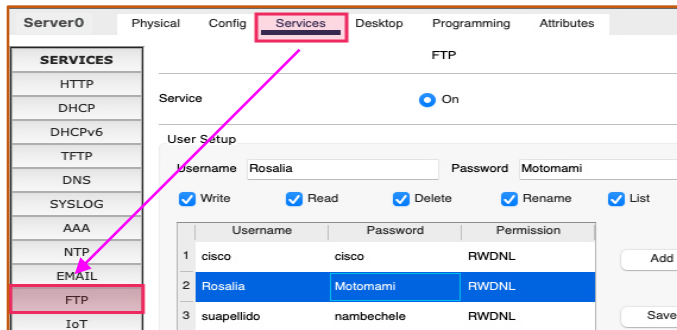 Server0 Physical Config Services Desktop Programming Attributes
SERVICES
HTTP
DHCP
DHCPv6
TFTP
DNS
SYSLOG
AAA
NTP
EMAIL
FTP
IoT
FTP
Service On
User Setup
Username Rosalia Password Motomami
Write Read Delete Rename List
Username Password Permission
1 cisco cisco RWDNL
2 Rosalia Motomami RWDNL
3 suapellido nambechele RWDNL
Add
Save